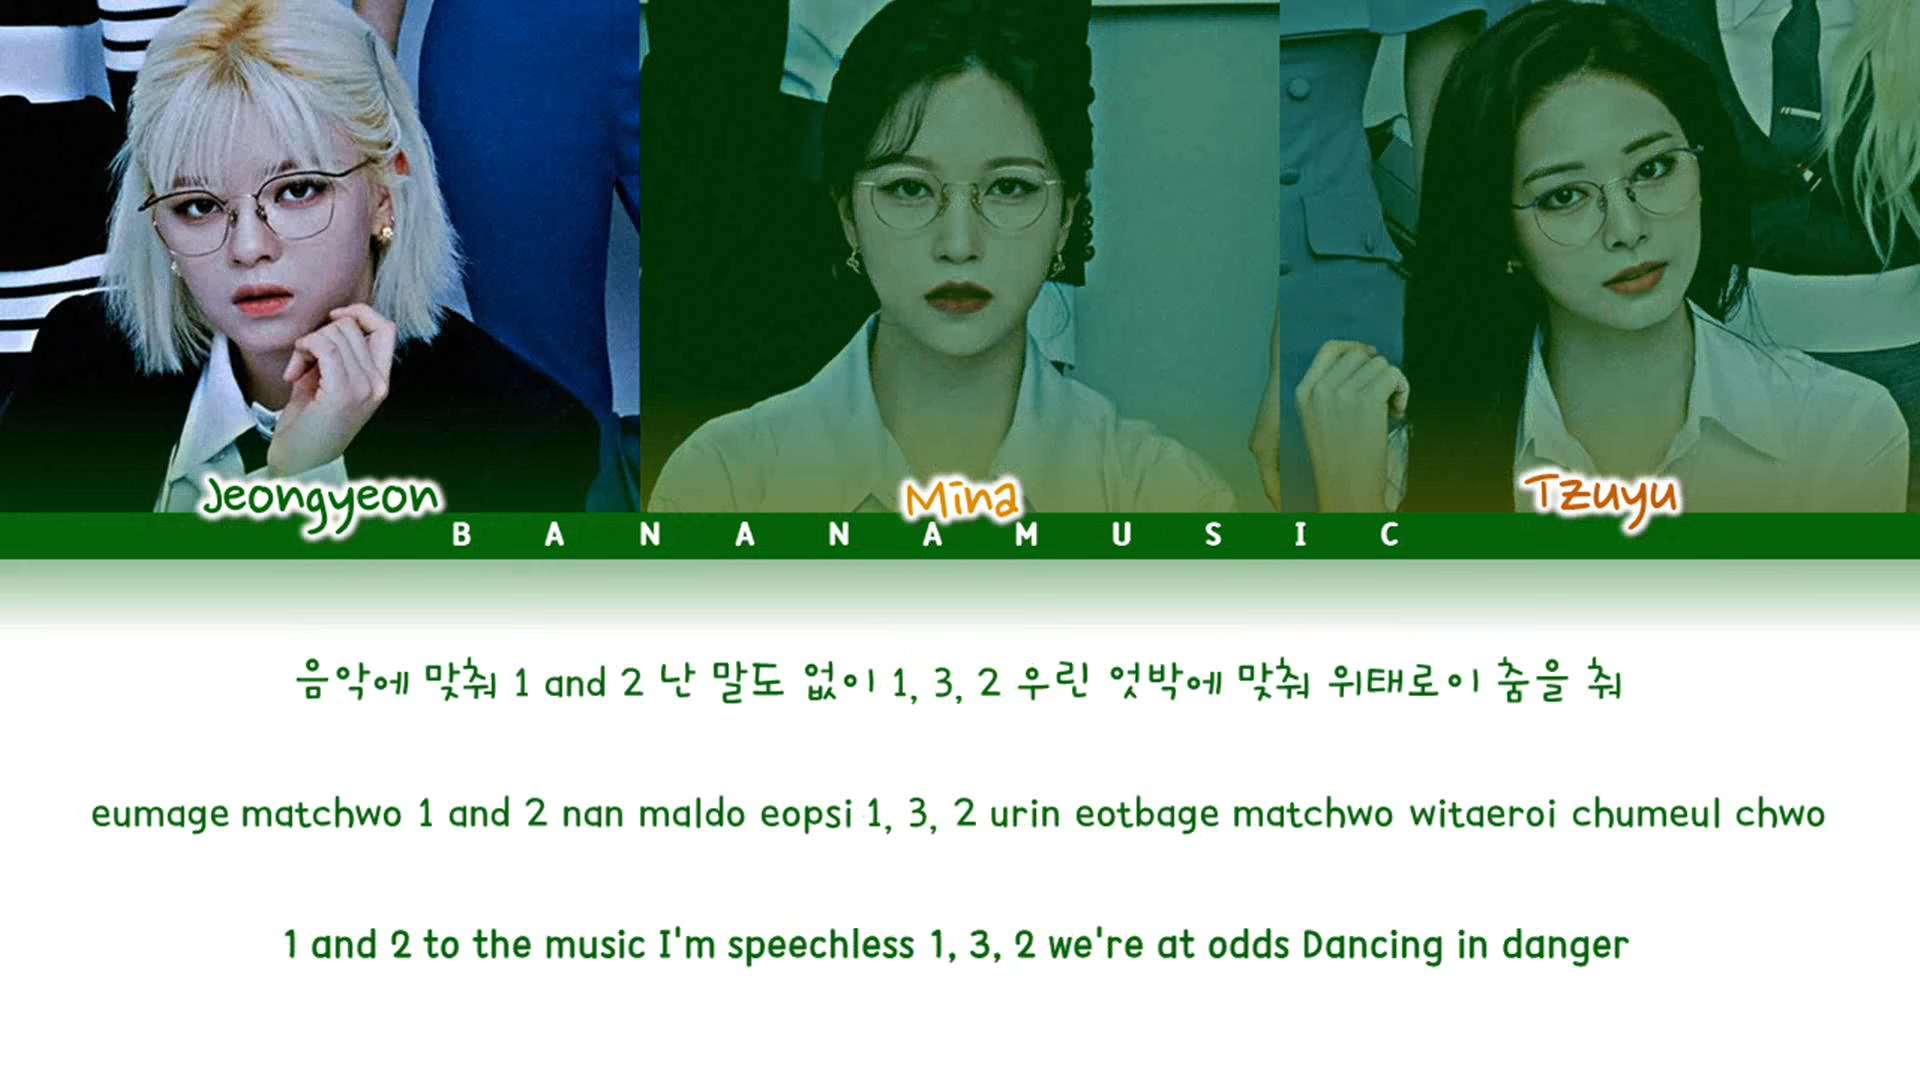 Jeongyeon Mina Tzuyu
BANANAMUSIC
음악에 맞춰 1 and 2 난 말도 없이 1, 3, 2 우린 엇박에 맞춰 위태로이 춤을 춰
eumage matchwo 1 and 2 nan maldo eopsi 1, 3, 2 urin eotbage matchwo witaeroi chumeul chwo
1 and 2 to the music I'm speechless 1, 3, 2 we're at odds Dancing in danger